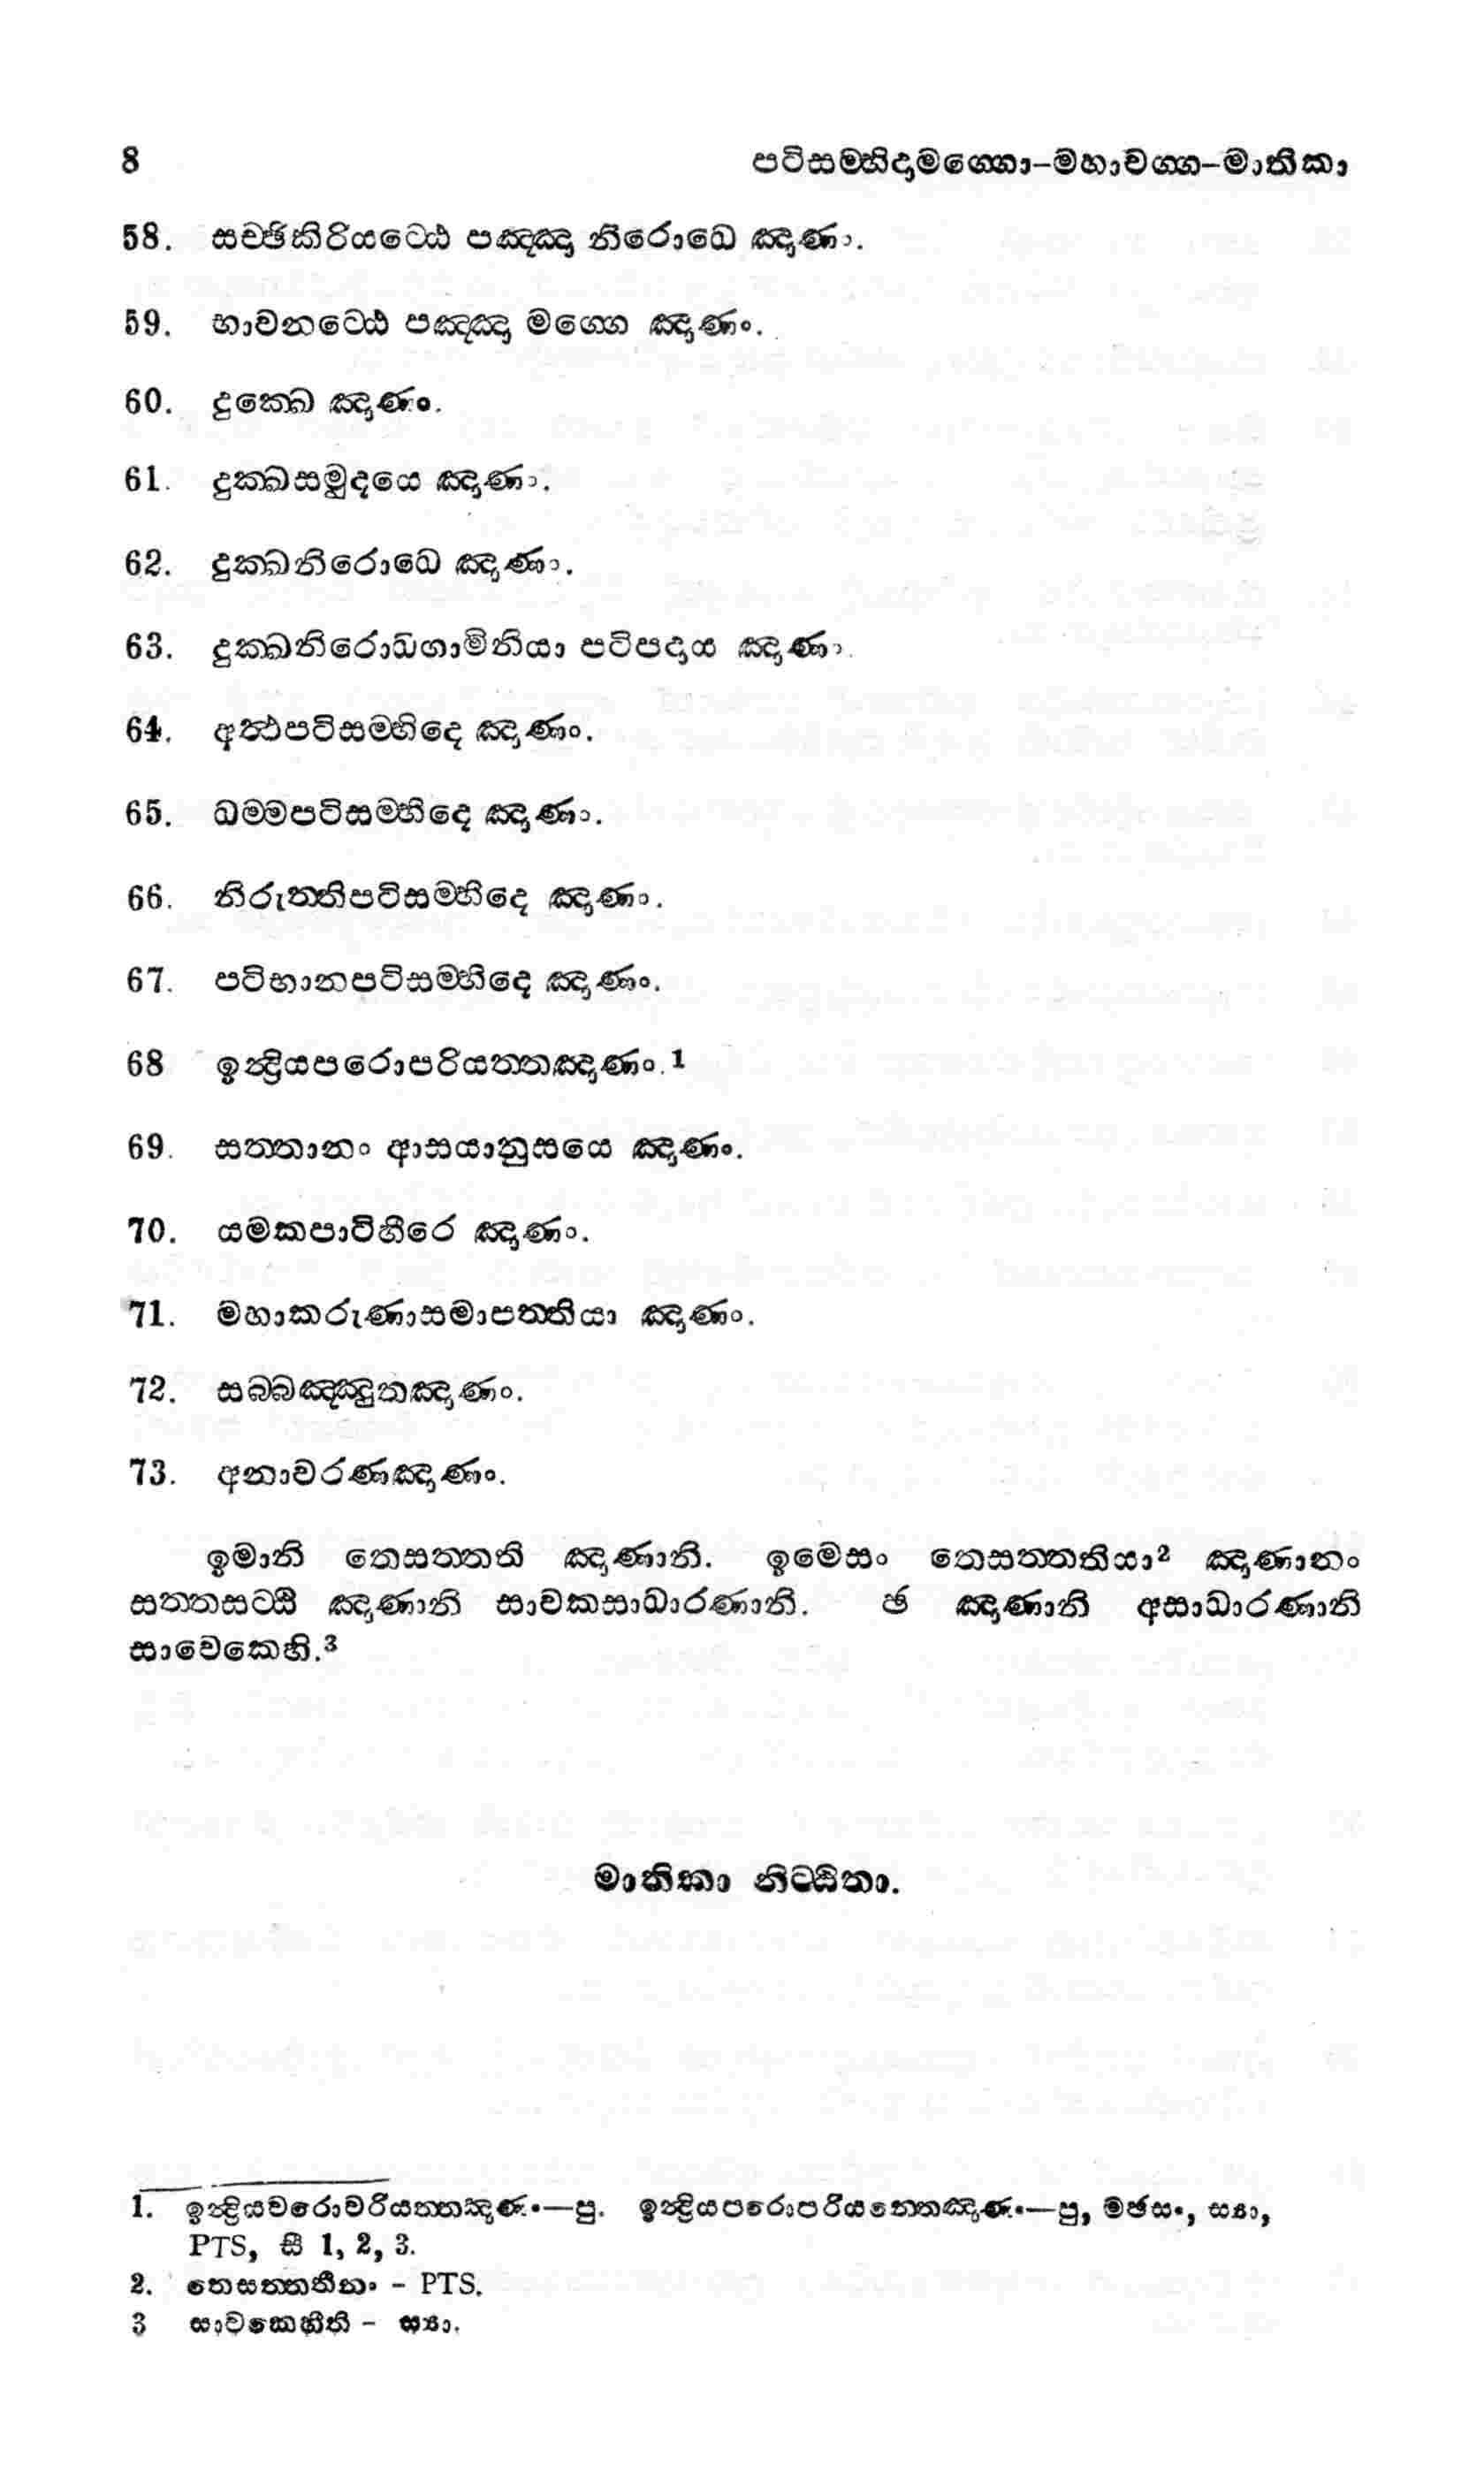 8 පටිසම්භිදාමග්ගො-මහාවග්ග-මාතිකා
58. සච්ඡිකිරියට්ඨෙ පඤ්ඤා නිරොධෙ ඤාණං.
59. භාවනට්ඨෙ පඤ්ඤා මග්ගෙ ඤාණං.
60. දුක්ඛෙ ඤාණං.
61. දුක්ඛසමුදයෙ ඤාණං.
62. දුක්ඛනිරොධෙ ඤාණං.
63. දුක්ඛනිරොධගාමිනියා පටිපදාය ඤාණං.
64. අත්ථපටිසම්භිදෙ ඤාණං.
65. ධම්මපටිසම්භිදෙ ඤාණං.
66. නිරුත්තිපටිසම්භිදෙ ඤාණං.
67. පටිභානපටිසම්භිදෙ ඤාණං.
68 ඉන්ද්‍රියපරොපරියත්තඤාණං.1
69. සත්තානං ආසයානුසයෙ ඤාණං.
70. යමකපාටිහීරෙ ඤාණං.
71. මහාකරුණාසමාපත්තියා ඤාණං.
72. සබ්බඤ්ඤුතඤාණං.
73. අනාවරණඤාණං.
ඉමානි තෙසත්තති ඤාණානි. ඉමෙසං තෙසත්තතියා2 ඤාණානං
සත්තසට්ඨි ඤාණානි සාවකසාධාරණානි. ඡ ඤාණානි අසාධාරණානි
සාවෙකෙහි.3
මාතිකා නිට්ඨිතා.
1. ඉන්ද්‍රියවරොවරියත්තඤාණං—පු. ඉන්ද්‍රියපරොපරියත්තෙඤාණං—පු, මඡසං, ස්‍යා,
PTS, සී 1, 2, 3.
2. තෙසත්තතීනං - PTS.
3 සාවකෙහීති - ස්‍යා.